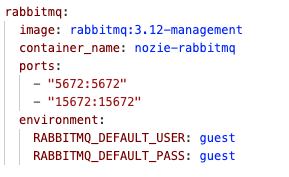 rabbitmq:
  image: rabbitmq:3.12-management
  container_name: nozie-rabbitmq
  ports:
    - "5672:5672"
    - "15672:15672"
  environment:
    RABBITMQ_DEFAULT_USER: guest
    RABBITMQ_DEFAULT_PASS: guest